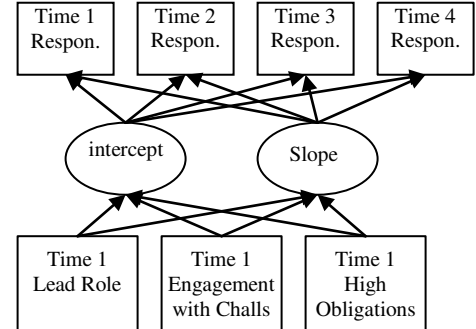 Time 1
Respon.
Time 2
Respon.
Time 3
Respon.
Time 4
Respon.
intercept
Slope
Time 1
Lead Role
Time 1
Engagement
with Challs
Time 1
High
Obligations